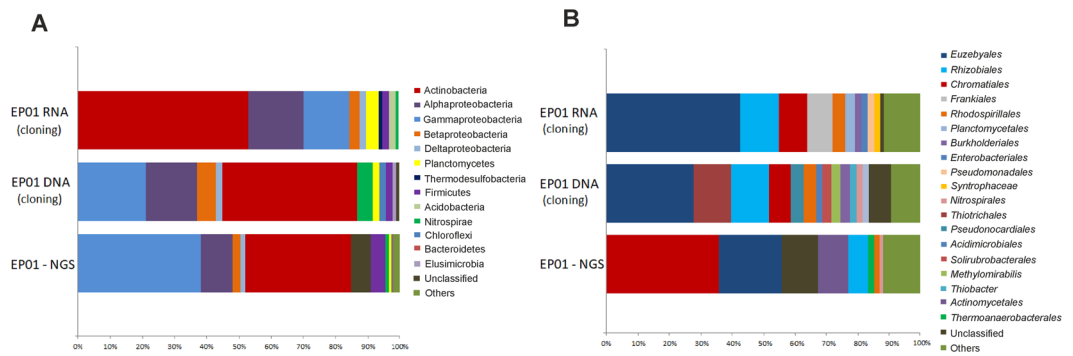 A
EP01 RNA
(cloning)
EP01 DNA
(cloning)
EP01 - NGS
0% 10% 20% 30% 40% 50% 60% 70% 80% 90% 100%
Actinobacteria
Alphaproteobacteria
Gammaproteobacteria
Betaproteobacteria
Deltaproteobacteria
Planctomycetes
Thermodesulfobacteria
Firmicutes
Acidobacteria
Nitrospirae
Chloroflexi
Bacteroidetes
Elusimicrobia
Unclassified
Others
B
EP01 RNA
(cloning)
EP01 DNA
(cloning)
EP01 - NGS
0% 10% 20% 30% 40% 50% 60% 70% 80% 90% 100%
Euzebyales
Rhizobiales
Chromatiales
Frankiales
Rhodospirillales
Planctomycetales
Burkholderiales
Enterobacteriales
Pseudomonadales
Syntrophaceae
Nitrospirales
Thiotrichales
Pseudonocardiales
Acidimicrobiales
Solirubrobacterales
Methylomirabilis
Thiobacter
Actinomycetales
Thermoanaerobacterales
Unclassified
Others